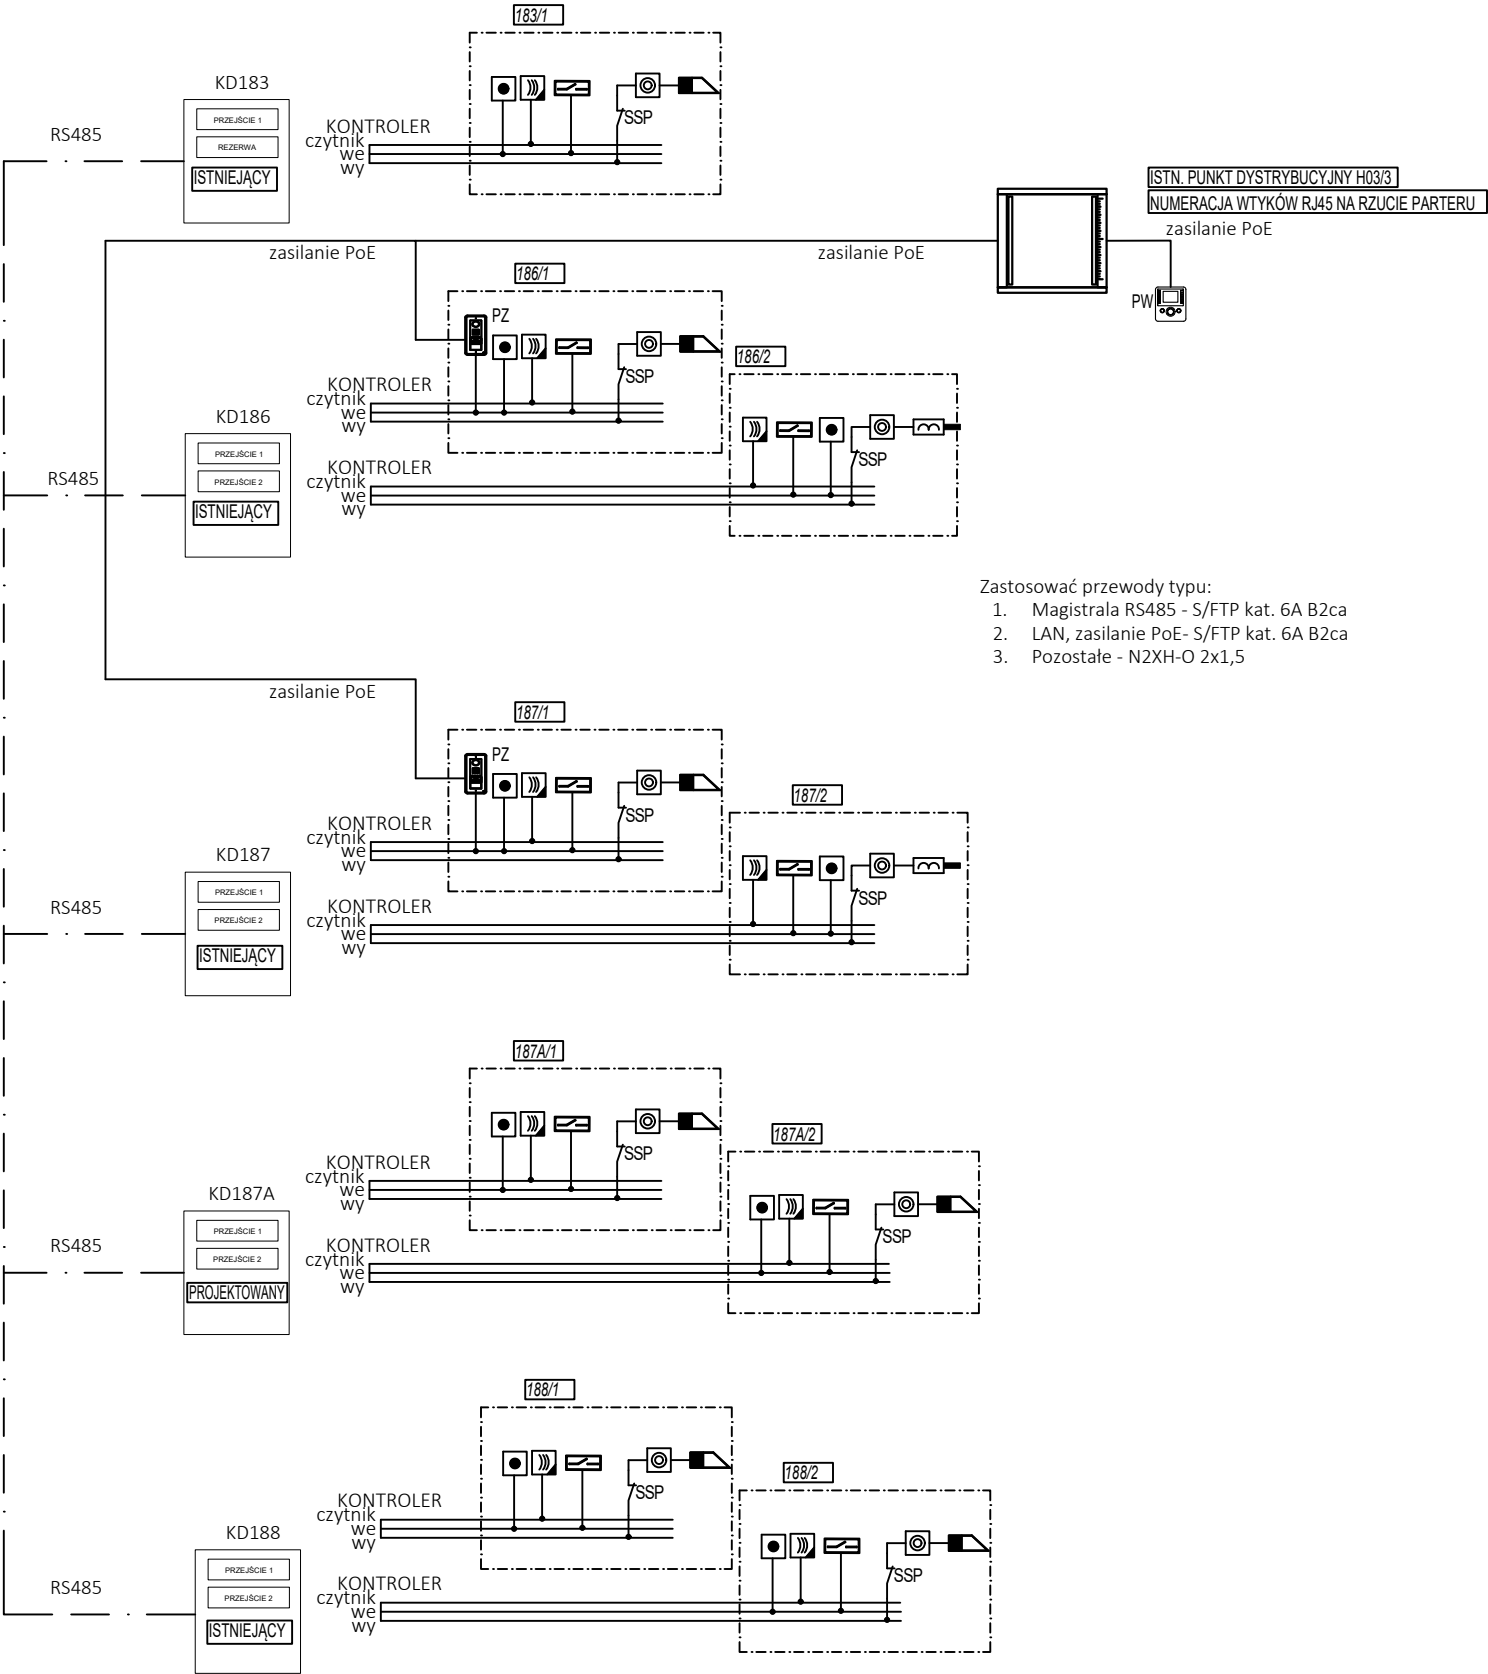 183/1
KD183
PRZEJŚCIE 1
REZERWA
ISTNIEJĄCY
RS485
KONTROLER
czytnik
we
wy
SSP
ISTN. PUNKT DYSTRYBUCYJNY H03/3
NUMERACJA WTYKÓW RJ45 NA RZUCIE PARTERU
zasilanie PoE
zasilanie PoE
zasilanie PoE
PW
186/1
PZ
SSP
186/2
KONTROLER
czytnik
we
wy
KD186
PRZEJŚCIE 1
PRZEJŚCIE 2
ISTNIEJĄCY
RS485
KONTROLER
czytnik
we
wy
SSP
Zastosować przewody typu:
1. Magistrala RS485 - S/FTP kat. 6A B2ca
2. LAN, zasilanie PoE- S/FTP kat. 6A B2ca
3. Pozostałe - N2XH-O 2x1,5
zasilanie PoE
187/1
PZ
SSP
187/2
KONTROLER
czytnik
we
wy
KD187
PRZEJŚCIE 1
PRZEJŚCIE 2
ISTNIEJĄCY
RS485
KONTROLER
czytnik
we
wy
SSP
187A/1
SSP
187A/2
KONTROLER
czytnik
we
wy
KD187A
PRZEJŚCIE 1
PRZEJŚCIE 2
PROJEKTOWANY
RS485
KONTROLER
czytnik
we
wy
SSP
188/1
SSP
188/2
KONTROLER
czytnik
we
wy
KD188
PRZEJŚCIE 1
PRZEJŚCIE 2
ISTNIEJĄCY
RS485
KONTROLER
czytnik
we
wy
SSP